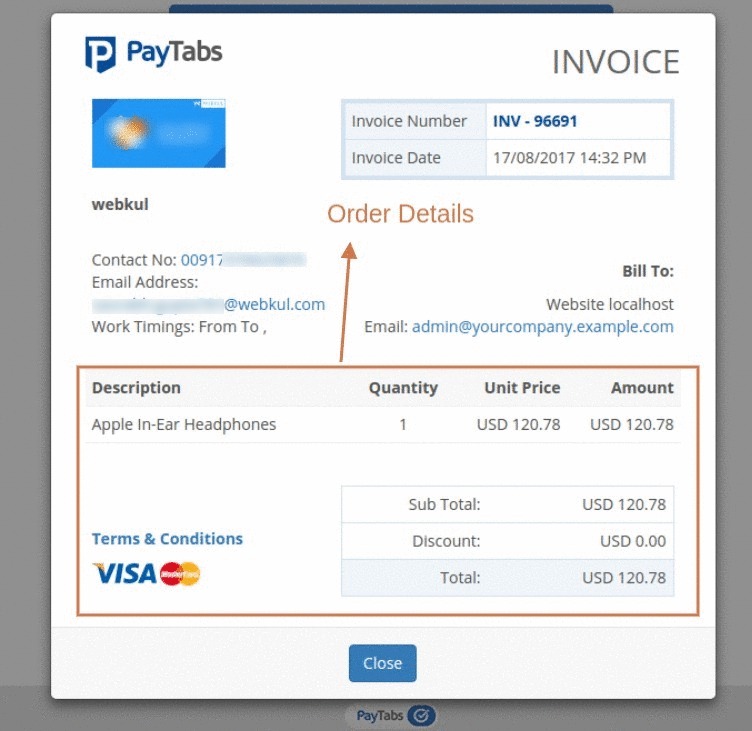 PayTabs
INVOICE
Invoice Number INV - 96691
Invoice Date 17/08/2017 14:32 PM
webkul
Order Details
Contact No: 00917
Email Address:
@webkul.com
Work Timings: From To ,
Bill To:
Website localhost
Email: admin@yourcompany.example.com
Description Quantity Unit Price Amount
Apple In-Ear Headphones 1 USD 120.78 USD 120.78
Sub Total: USD 120.78
Discount: USD 0.00
Total: USD 120.78
Terms & Conditions
VISA MasterCard
Close
PayTabs